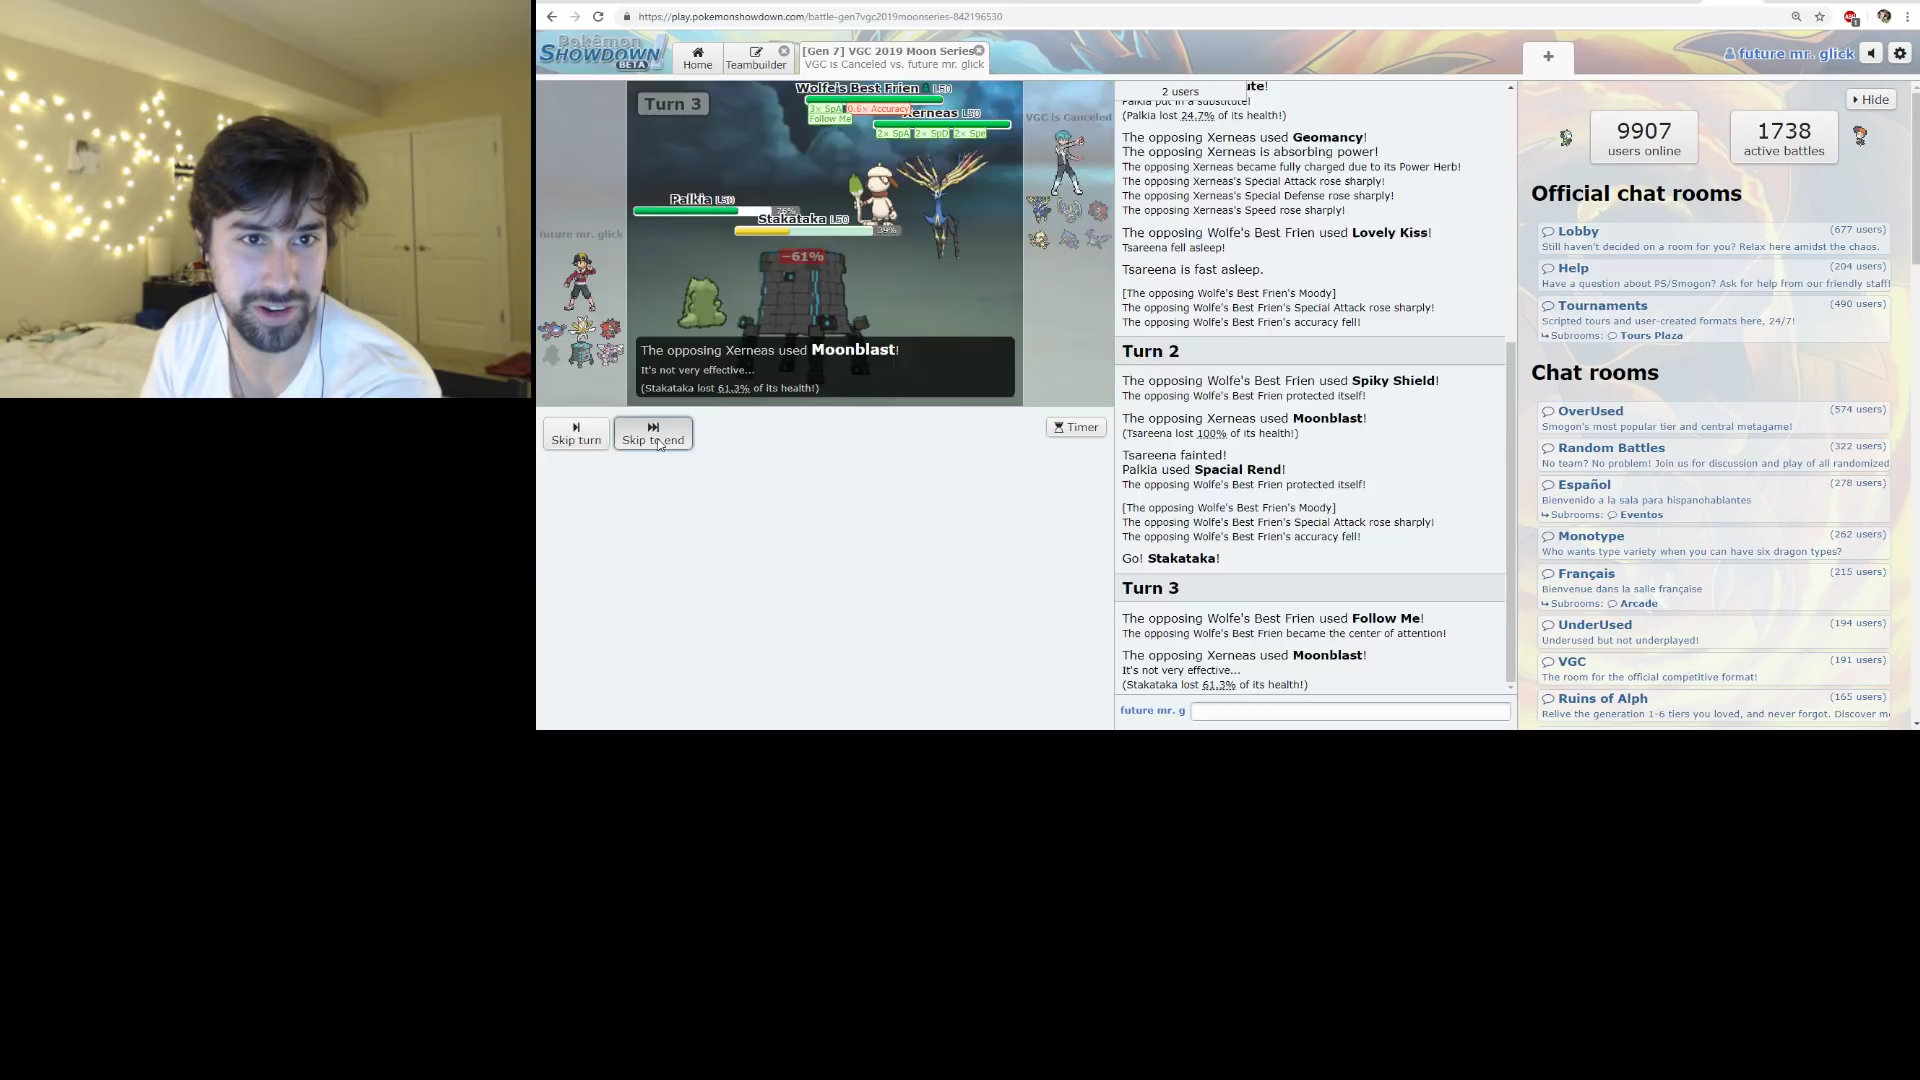 https://play.pokemonshowdown.com/battle-gen7vgc2019moonseries-842196530
Pokémon
SHOWDOWN
BETA
Home
Teambuilder
[Gen 7] VGC 2019 Moon Series
VGC is Canceled vs. future mr. glick
+
future mr. glick
Turn 3
Wolfe's Best Frien L50
3× SpA 0.6× Accuracy
Follow Me
Xerneas L50
2× SpA 2× SpD 2× Spe
VGC is Canceled
Palkia L50
76%
Stakataka L50
39%
−61%
future mr. glick
The opposing Xerneas used Moonblast!
It's not very effective...
(Stakataka lost 61.3% of its health!)
Skip turn
Skip to end
Timer
2 users
ute!
Palkia put in a substitute!
(Palkia lost 24.7% of its health!)
The opposing Xerneas used Geomancy!
The opposing Xerneas is absorbing power!
The opposing Xerneas became fully charged due to its Power Herb!
The opposing Xerneas's Special Attack rose sharply!
The opposing Xerneas's Special Defense rose sharply!
The opposing Xerneas's Speed rose sharply!
The opposing Wolfe's Best Frien used Lovely Kiss!
Tsareena fell asleep!
Tsareena is fast asleep.
[The opposing Wolfe's Best Frien's Moody]
The opposing Wolfe's Best Frien's Special Attack rose sharply!
The opposing Wolfe's Best Frien's accuracy fell!
Turn 2
The opposing Wolfe's Best Frien used Spiky Shield!
The opposing Wolfe's Best Frien protected itself!
The opposing Xerneas used Moonblast!
(Tsareena lost 100% of its health!)
Tsareena fainted!
Palkia used Spacial Rend!
The opposing Wolfe's Best Frien protected itself!
[The opposing Wolfe's Best Frien's Moody]
The opposing Wolfe's Best Frien's Special Attack rose sharply!
The opposing Wolfe's Best Frien's accuracy fell!
Go! Stakataka!
Turn 3
The opposing Wolfe's Best Frien used Follow Me!
The opposing Wolfe's Best Frien became the center of attention!
The opposing Xerneas used Moonblast!
It's not very effective...
(Stakataka lost 61.3% of its health!)
future mr. g
Hide
9907
users online
1738
active battles
Official chat rooms
Lobby (677 users)
Still haven't decided on a room for you? Relax here amidst the chaos.
Help (204 users)
Have a question about PS/Smogon? Ask for help from our friendly staff!
Tournaments (490 users)
Scripted tours and user-created formats here, 24/7!
Subrooms: Tours Plaza
Chat rooms
OverUsed (574 users)
Smogon's most popular tier and central metagame!
Random Battles (322 users)
No team? No problem! Join us for discussion and play of all randomized
Español (278 users)
Bienvenido a la sala para hispanohablantes
Subrooms: Eventos
Monotype (262 users)
Who wants type variety when you can have six dragon types?
Français (215 users)
Bienvenue dans la salle française
Subrooms: Arcade
UnderUsed (194 users)
Underused but not underplayed!
VGC (191 users)
The room for the official competitive format!
Ruins of Alph (165 users)
Relive the generation 1-6 tiers you loved, and never forgot. Discover m